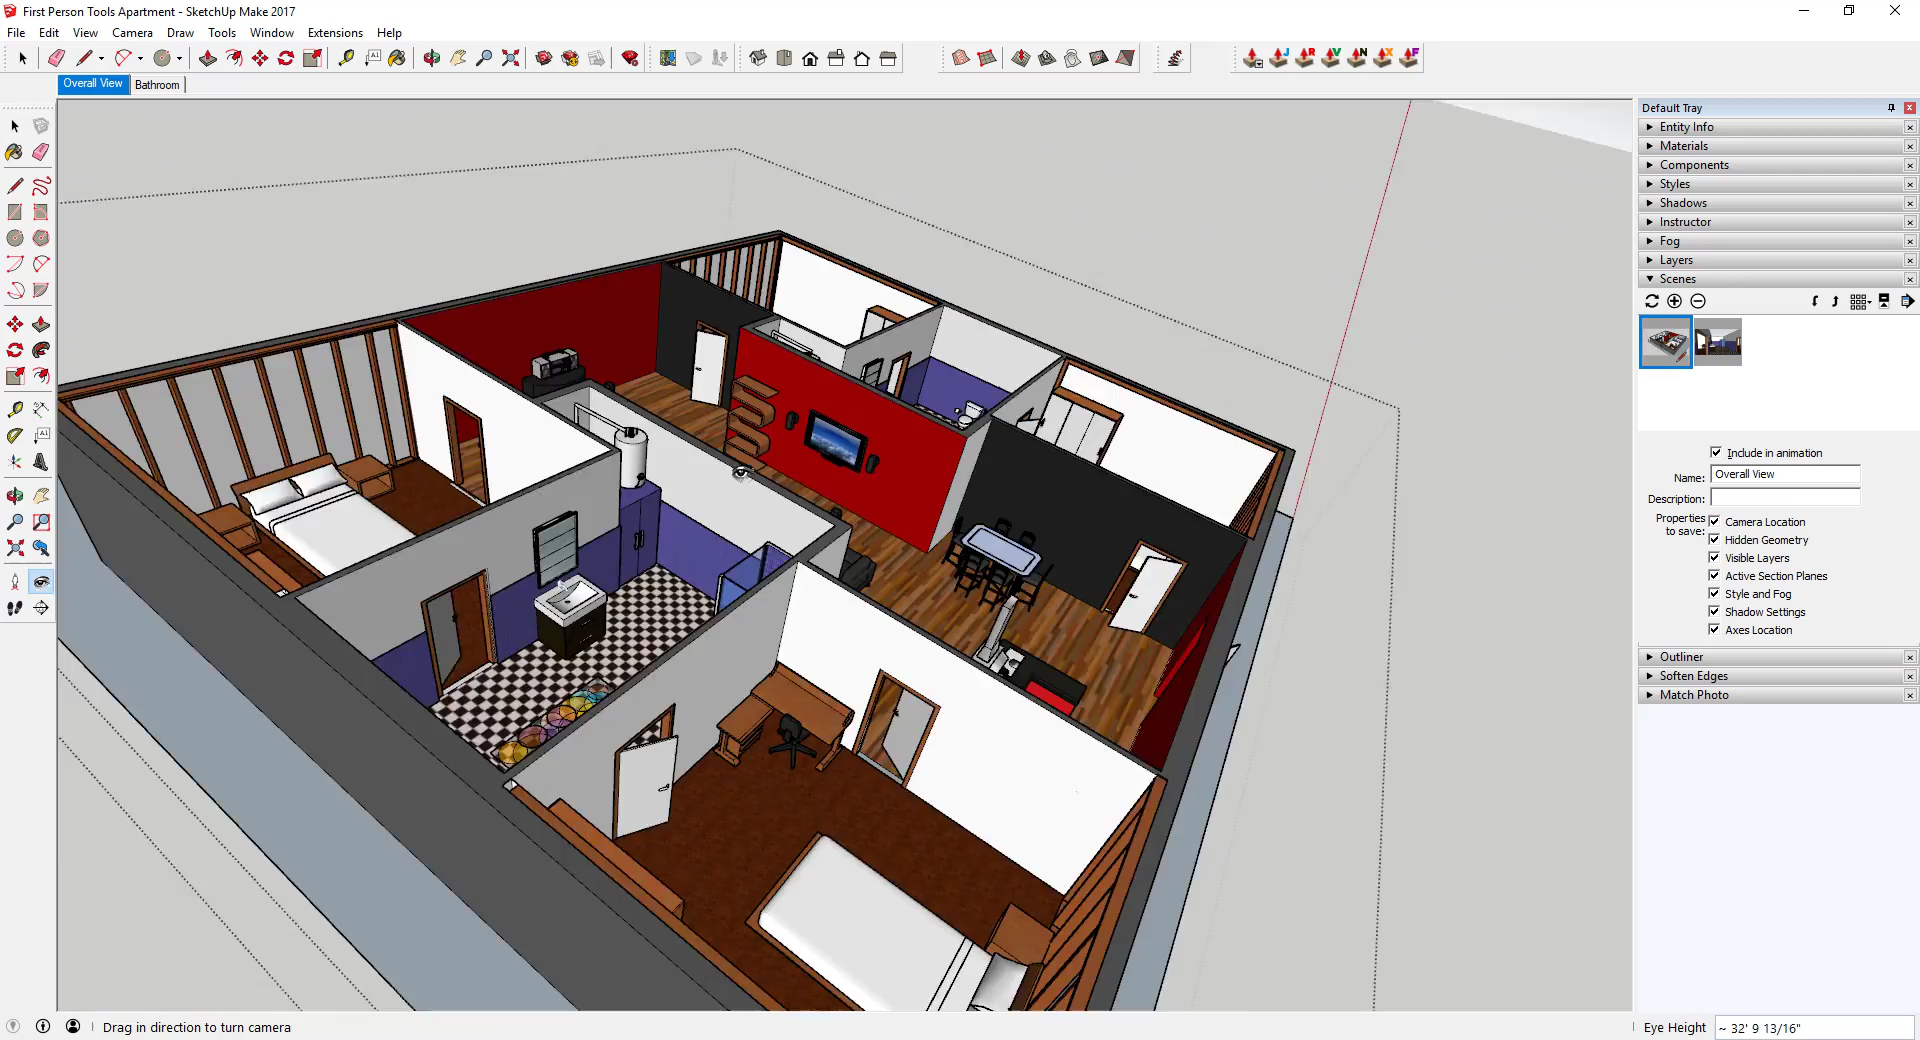 First Person Tools Apartment - SketchUp Make 2017
File Edit View Camera Draw Tools Window Extensions Help
A1
J R V N X F
Overall View Bathroom
Default Tray
Entity Info
Materials
Components
Styles
Shadows
Instructor
Fog
Layers
Scenes
Include in animation
Name: Overall View
Description:
Properties to save:
Camera Location
Hidden Geometry
Visible Layers
Active Section Planes
Style and Fog
Shadow Settings
Axes Location
Outliner
Soften Edges
Match Photo
A1
Drag in direction to turn camera
Eye Height ~ 32' 9 13/16"